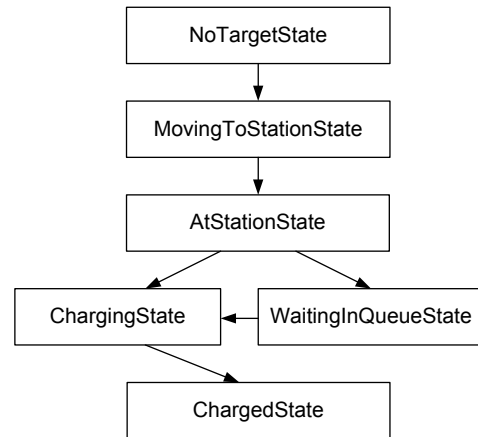 NoTargetState
MovingToStationState
AtStationState
ChargingState
WaitingInQueueState
ChargedState